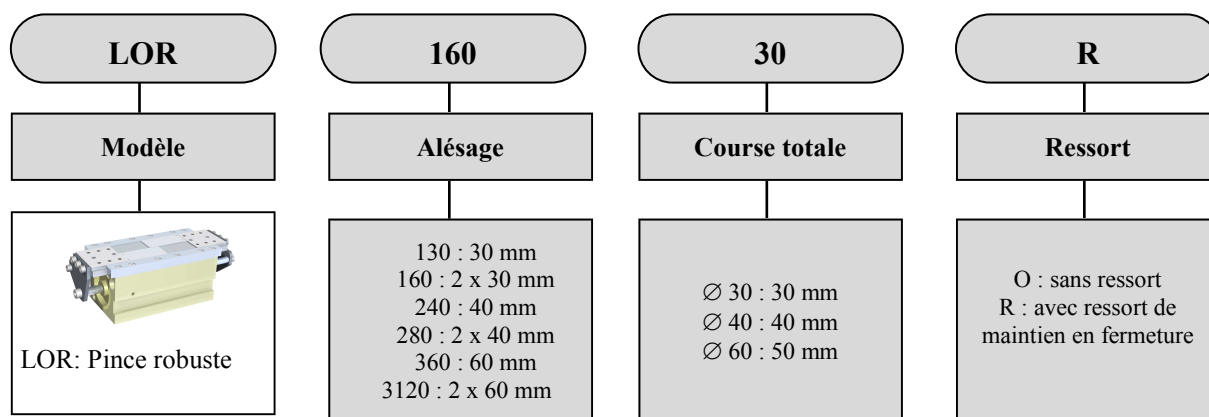 LOR
160
30
R
Modèle
Alésage
Course totale
Ressort
LOR: Pince robuste
130 : 30 mm
160 : 2 x 30 mm
240 : 40 mm
280 : 2 x 40 mm
360 : 60 mm
3120 : 2 x 60 mm
∅ 30 : 30 mm
∅ 40 : 40 mm
∅ 60 : 50 mm
O : sans ressort
R : avec ressort de
maintien en fermeture